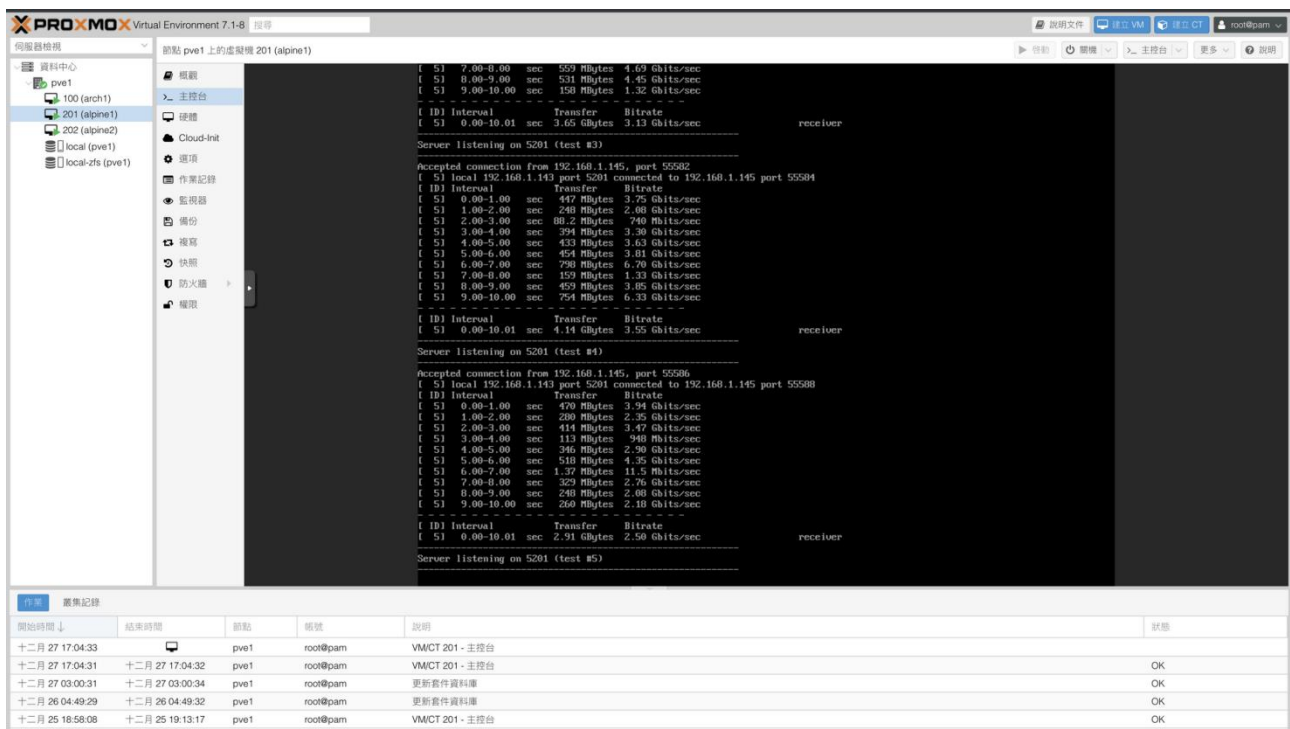 PROXMOX Virtual Environment 7.1-8 搜尋 說明文件 建立 VM 建立 CT root@pam
伺服器檢視
資料中心
pve1
100 (arch1)
201 (alpine1)
202 (alpine2)
local (pve1)
local-zfs (pve1)
節點 pve1 上的虛擬機 201 (alpine1) 啓動 關機 主控台 更多 說明
概觀
主控台
硬體
Cloud-Init
選項
作業記錄
監視器
備份
複寫
快照
防火牆
權限
[ 5] 7.00-8.00 sec 559 MBytes 4.69 Gbits/sec
[ 5] 8.00-9.00 sec 531 MBytes 4.45 Gbits/sec
[ 5] 9.00-10.00 sec 158 MBytes 1.32 Gbits/sec
- - - - - - - - - - - - - - - - - - - - - - - - -
[ ID] Interval Transfer Bitrate
[ 5] 0.00-10.01 sec 3.65 GBytes 3.13 Gbits/sec receiver
-----------------------------------------------------------
Server listening on 5201 (test #3)
-----------------------------------------------------------
Accepted connection from 192.168.1.145, port 55582
[ 5] local 192.168.1.143 port 5201 connected to 192.168.1.145 port 55584
[ ID] Interval Transfer Bitrate
[ 5] 0.00-1.00 sec 447 MBytes 3.75 Gbits/sec
[ 5] 1.00-2.00 sec 248 MBytes 2.08 Gbits/sec
[ 5] 2.00-3.00 sec 88.2 MBytes 740 Mbits/sec
[ 5] 3.00-4.00 sec 394 MBytes 3.30 Gbits/sec
[ 5] 4.00-5.00 sec 433 MBytes 3.63 Gbits/sec
[ 5] 5.00-6.00 sec 454 MBytes 3.81 Gbits/sec
[ 5] 6.00-7.00 sec 798 MBytes 6.70 Gbits/sec
[ 5] 7.00-8.00 sec 159 MBytes 1.33 Gbits/sec
[ 5] 8.00-9.00 sec 459 MBytes 3.85 Gbits/sec
[ 5] 9.00-10.00 sec 754 MBytes 6.33 Gbits/sec
- - - - - - - - - - - - - - - - - - - - - - - - -
[ ID] Interval Transfer Bitrate
[ 5] 0.00-10.01 sec 4.14 GBytes 3.55 Gbits/sec receiver
-----------------------------------------------------------
Server listening on 5201 (test #4)
-----------------------------------------------------------
Accepted connection from 192.168.1.145, port 55586
[ 5] local 192.168.1.143 port 5201 connected to 192.168.1.145 port 55588
[ ID] Interval Transfer Bitrate
[ 5] 0.00-1.00 sec 470 MBytes 3.94 Gbits/sec
[ 5] 1.00-2.00 sec 280 MBytes 2.35 Gbits/sec
[ 5] 2.00-3.00 sec 414 MBytes 3.47 Gbits/sec
[ 5] 3.00-4.00 sec 113 MBytes 948 Mbits/sec
[ 5] 4.00-5.00 sec 346 MBytes 2.90 Gbits/sec
[ 5] 5.00-6.00 sec 518 MBytes 4.35 Gbits/sec
[ 5] 6.00-7.00 sec 1.37 MBytes 11.5 Mbits/sec
[ 5] 7.00-8.00 sec 329 MBytes 2.76 Gbits/sec
[ 5] 8.00-9.00 sec 248 MBytes 2.08 Gbits/sec
[ 5] 9.00-10.00 sec 260 MBytes 2.18 Gbits/sec
- - - - - - - - - - - - - - - - - - - - - - - - -
[ ID] Interval Transfer Bitrate
[ 5] 0.00-10.01 sec 2.91 GBytes 2.50 Gbits/sec receiver
-----------------------------------------------------------
Server listening on 5201 (test #5)
-----------------------------------------------------------
作業 叢集記錄
開始時間 結束時間 節點 帳號 說明 狀態
十二月 27 17:04:33 pve1 root@pam VM/CT 201 - 主控台
十二月 27 17:04:31 十二月 27 17:04:32 pve1 root@pam VM/CT 201 - 主控台 OK
十二月 27 03:00:31 十二月 27 03:00:34 pve1 root@pam 更新套件資料庫 OK
十二月 26 04:49:29 十二月 26 04:49:32 pve1 root@pam 更新套件資料庫 OK
十二月 25 18:58:08 十二月 25 19:13:17 pve1 root@pam VM/CT 201 - 主控台 OK